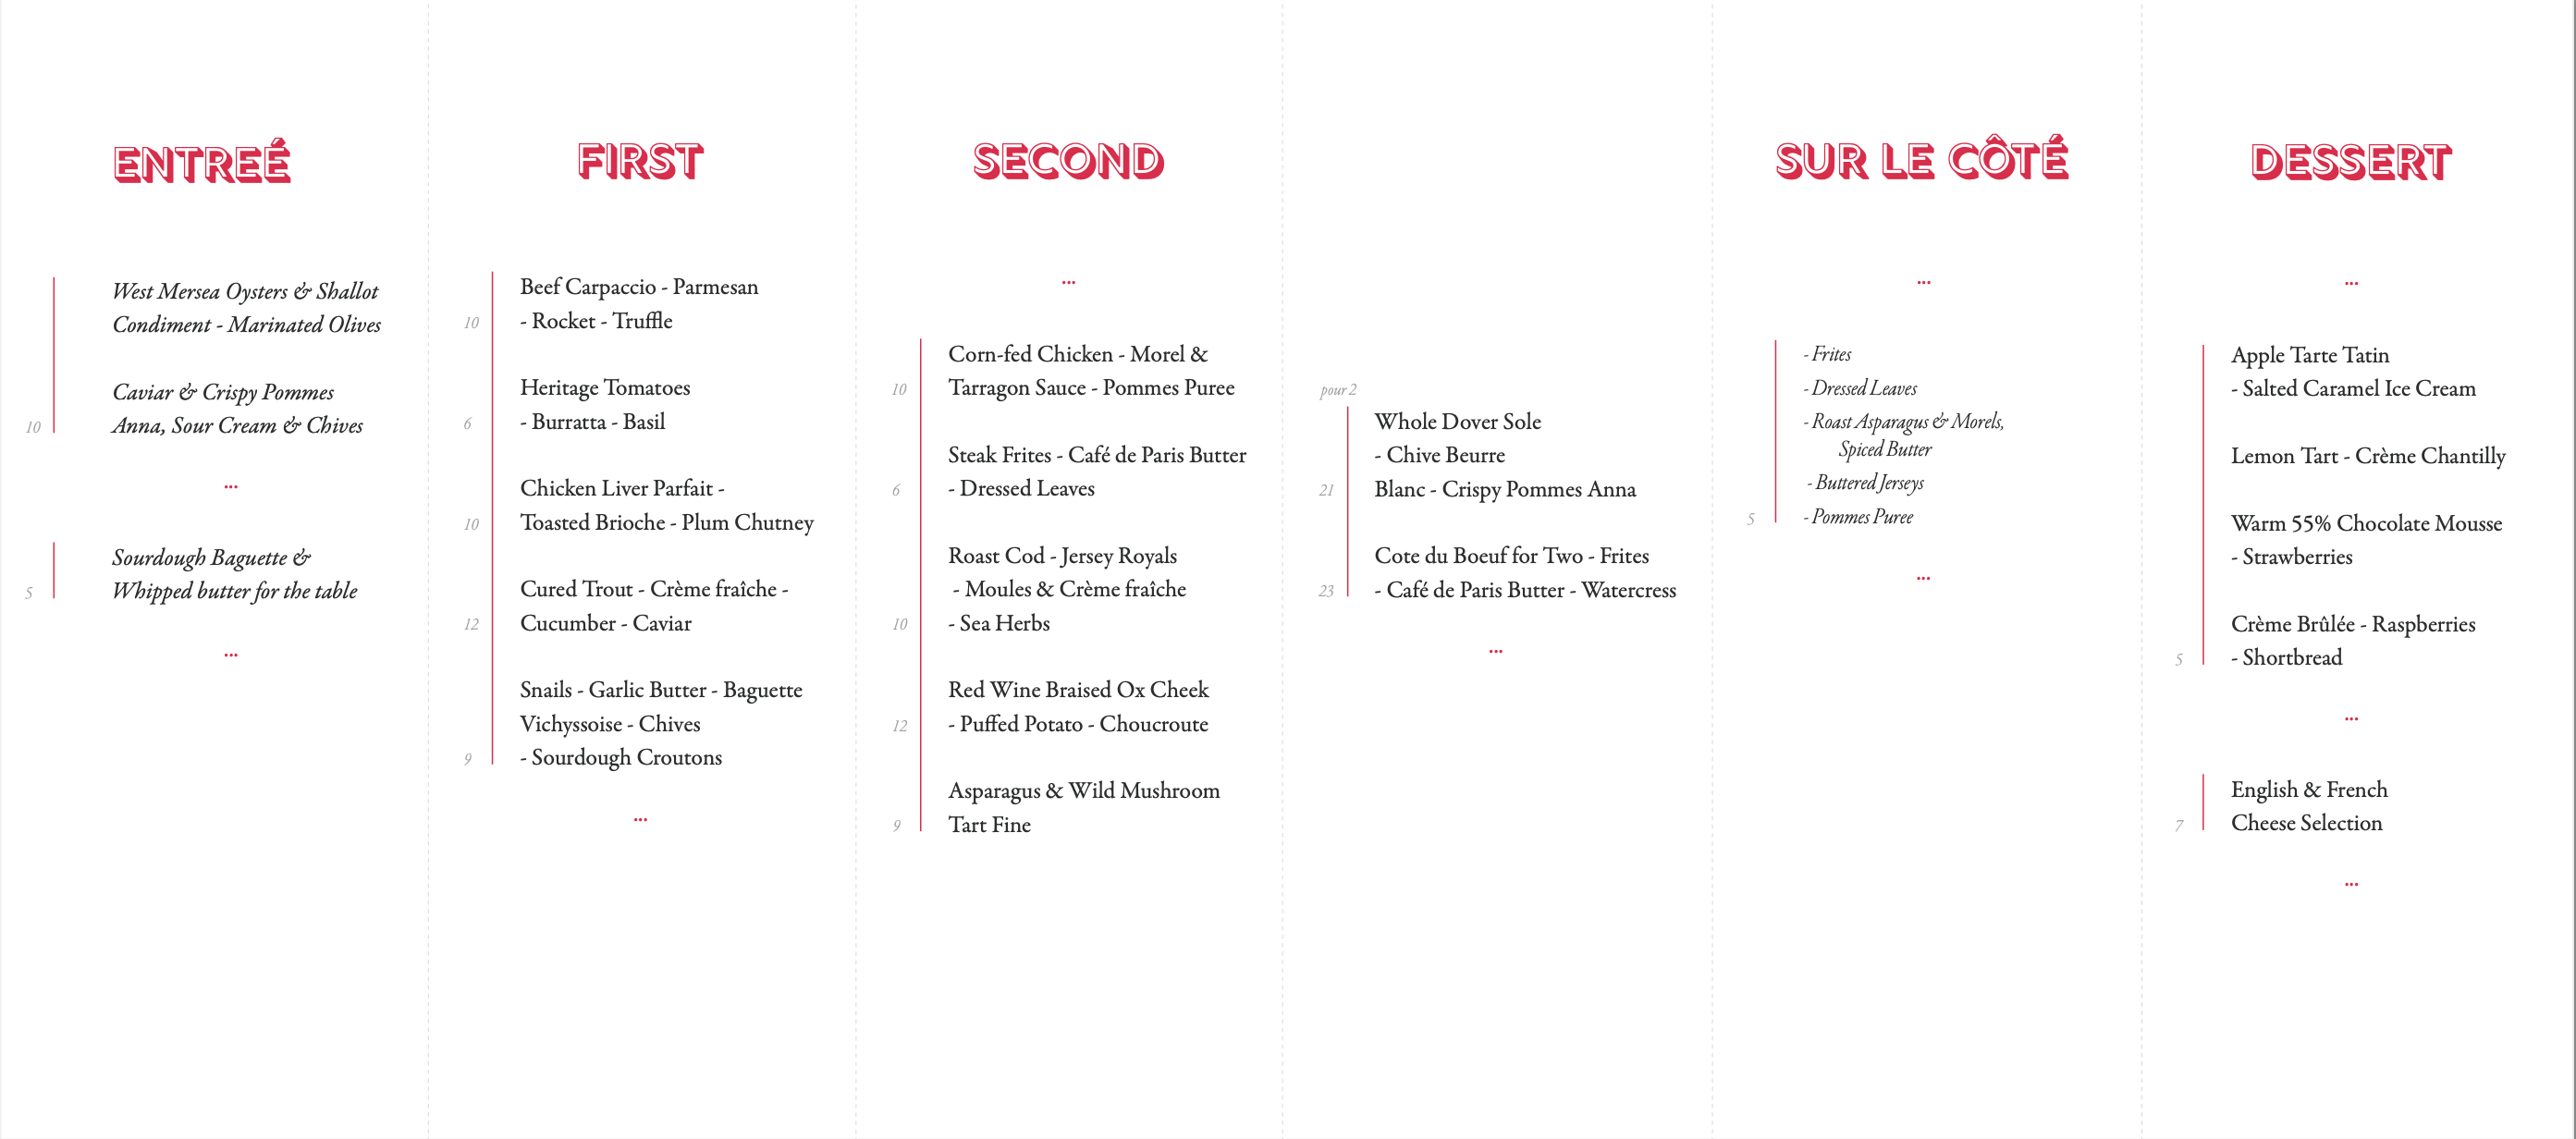 ENTREÉ
West Mersea Oysters & Shallot
Condiment - Marinated Olives
Caviar & Crispy Pommes
10 Anna, Sour Cream & Chives
...
Sourdough Baguette &
5 Whipped butter for the table
...
FIRST
Beef Carpaccio - Parmesan
10 - Rocket - Truffle
Heritage Tomatoes
6 - Burratta - Basil
Chicken Liver Parfait -
10 Toasted Brioche - Plum Chutney
Cured Trout - Crème fraîche -
12 Cucumber - Caviar
Snails - Garlic Butter - Baguette
Vichyssoise - Chives
9 - Sourdough Croutons
...
SECOND
...
Corn-fed Chicken - Morel &
10 Tarragon Sauce - Pommes Puree
Steak Frites - Café de Paris Butter
6 - Dressed Leaves
Roast Cod - Jersey Royals
- Moules & Crème fraîche
10 - Sea Herbs
Red Wine Braised Ox Cheek
12 - Puffed Potato - Choucroute
Asparagus & Wild Mushroom
9 Tart Fine
pour 2
Whole Dover Sole
- Chive Beurre
21 Blanc - Crispy Pommes Anna
Cote du Boeuf for Two - Frites
23 - Café de Paris Butter - Watercress
...
SUR LE CÔTÉ
...
- Frites
- Dressed Leaves
- Roast Asparagus & Morels,
Spiced Butter
- Buttered Jerseys
5 - Pommes Puree
...
DESSERT
...
Apple Tarte Tatin
- Salted Caramel Ice Cream
Lemon Tart - Crème Chantilly
Warm 55% Chocolate Mousse
- Strawberries
Crème Brûlée - Raspberries
5 - Shortbread
...
English & French
7 Cheese Selection
...